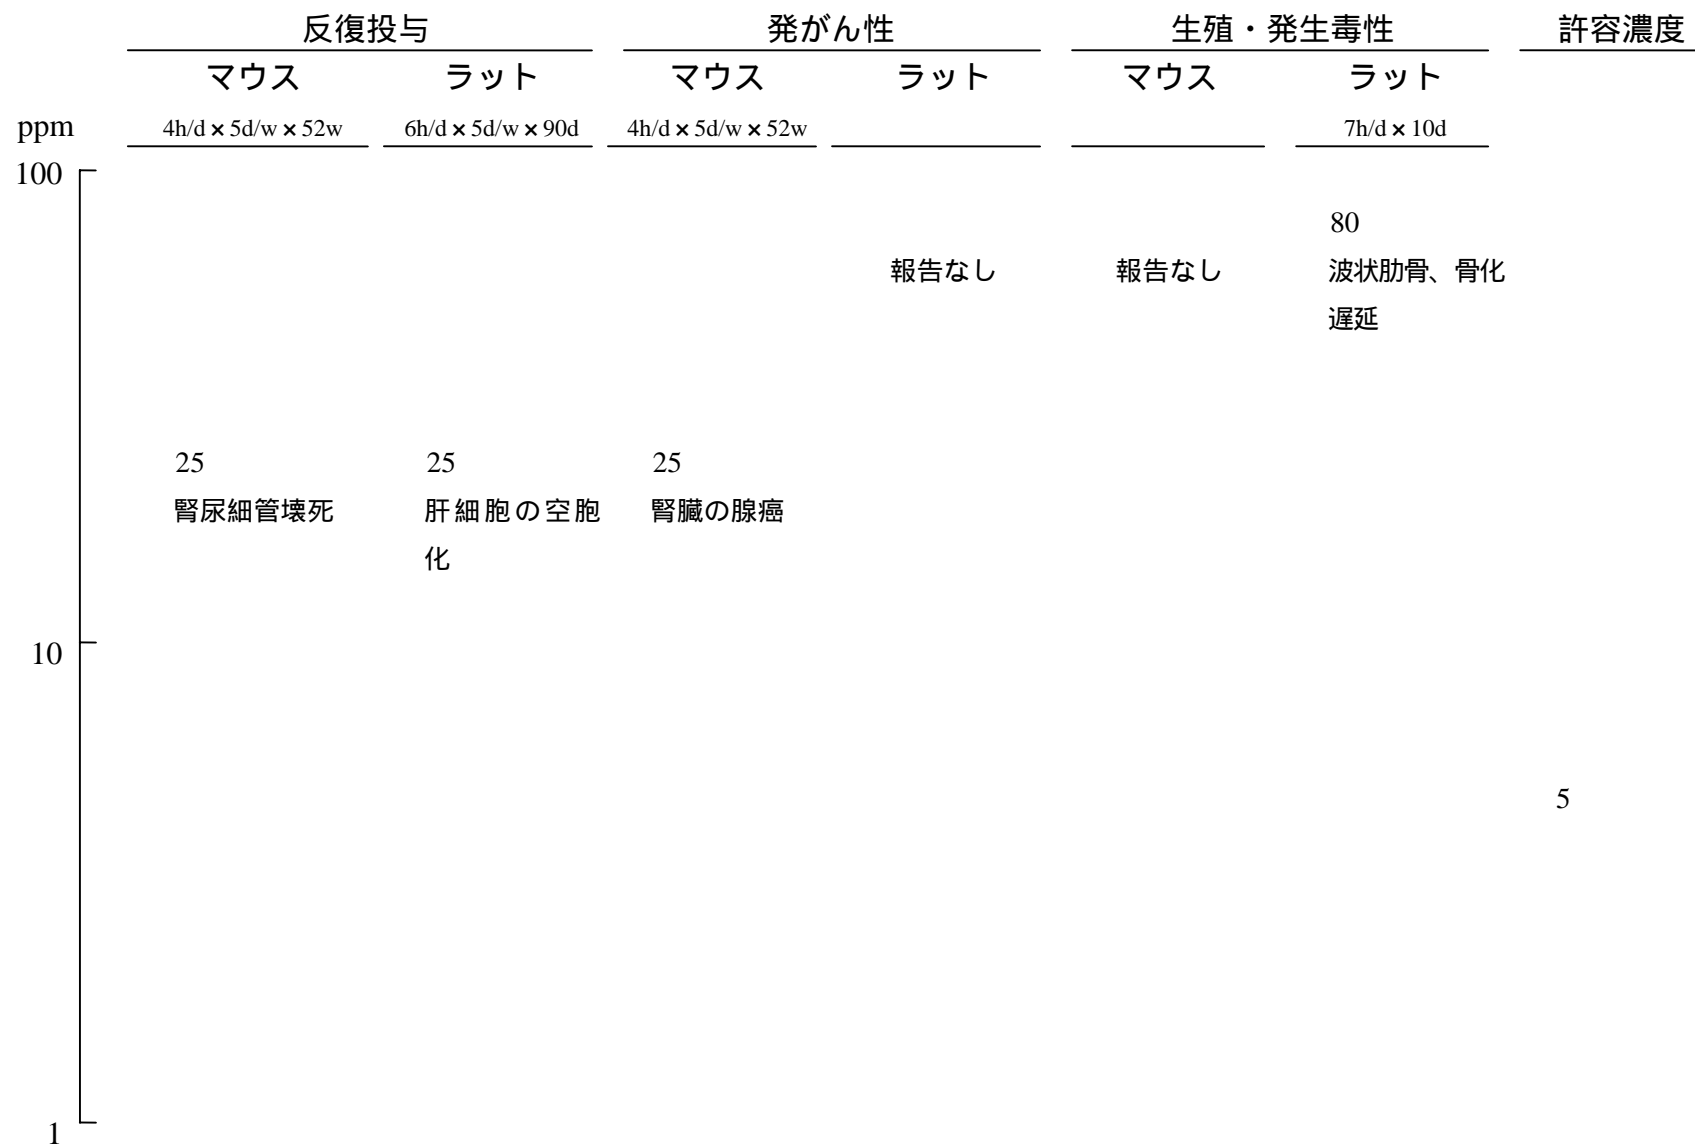 反復投与 発がん性 生殖・発生毒性 許容濃度
マウス ラット マウス ラット マウス ラット
ppm 4h/d×5d/w×52w 6h/d×5d/w×90d 4h/d×5d/w×52w 7h/d×10d
100
80
報告なし 報告なし 波状肋骨、骨化
遅延
25 25 25
腎尿細管壊死 肝細胞の空胞 腎臓の腺癌
化
10
5
1